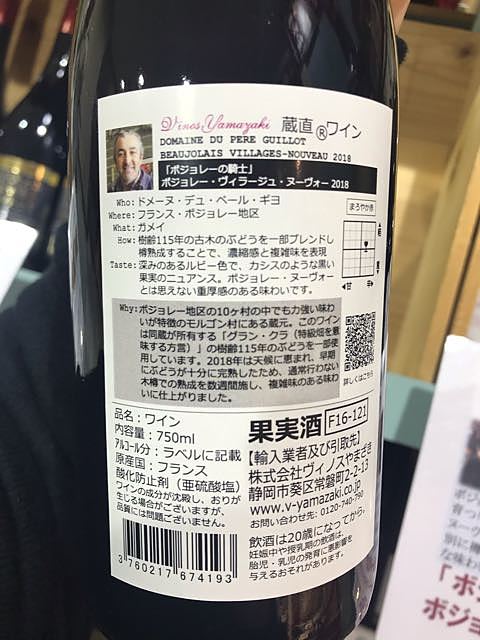 Vinos Yamazaki 蔵直®ワイン
DOMAINE DU PERE GUILLOT
BEAUJOLAIS VILLAGES-NOUVEAU 2018
「ボジョレーの騎士」
ボジョレー・ヴィラージュ・ヌーヴォー 2018
Who: ドメーヌ・デュ・ペール・ギヨ
Where: フランス・ボジョレー地区
What: ガメイ
How: 樹齢115年の古木のぶどうを一部ブレンドし
樽熟成することで、濃縮感と複雑味を表現
Taste: 深みのあるルビー色で、カシスのような黒い
果実のニュアンス。ボジョレー・ヌーヴォー
とは思えない重厚感のある味わいです。
まろやか赤
軽
重
甘
辛
Why: ボジョレー地区の10ヶ村の中でも力強い味わ
いが特徴のモルゴン村にある蔵元。このワイン
は同蔵が所有する「グラン・クラ（特級畑を意
味する方言）」の樹齢115年のぶどうを一部使
用しています。2018年は天候に恵まれ、早期
にぶどうが十分に完熟したため、通常行わない
木樽での熟成を数週間施し、複雑味のある味わ
いに仕上がりました。
詳しくはこちら
品名：ワイン
内容量：750ml
アルコール分：ラベルに記載
原産国：フランス
酸化防止剤（亜硫酸塩）
ワインの成分が沈殿し、おりが
生じる場合がございますが、
品質には問題ございません。
3 760217 674193
果実酒 F16-121
【輸入業者及び引取先】
株式会社ヴィノスやまざき
静岡市葵区常磐町2-2-13
www.v-yamazaki.co.jp
お問い合わせ先: 0120-740-790
飲酒は20歳になってから。
妊娠中や授乳期の飲酒は、
胎児・乳児の発育に悪影響を
与えるおそれがあります。
ボジ
育っ
ヌー
な味わ
「ボ
ボジョ